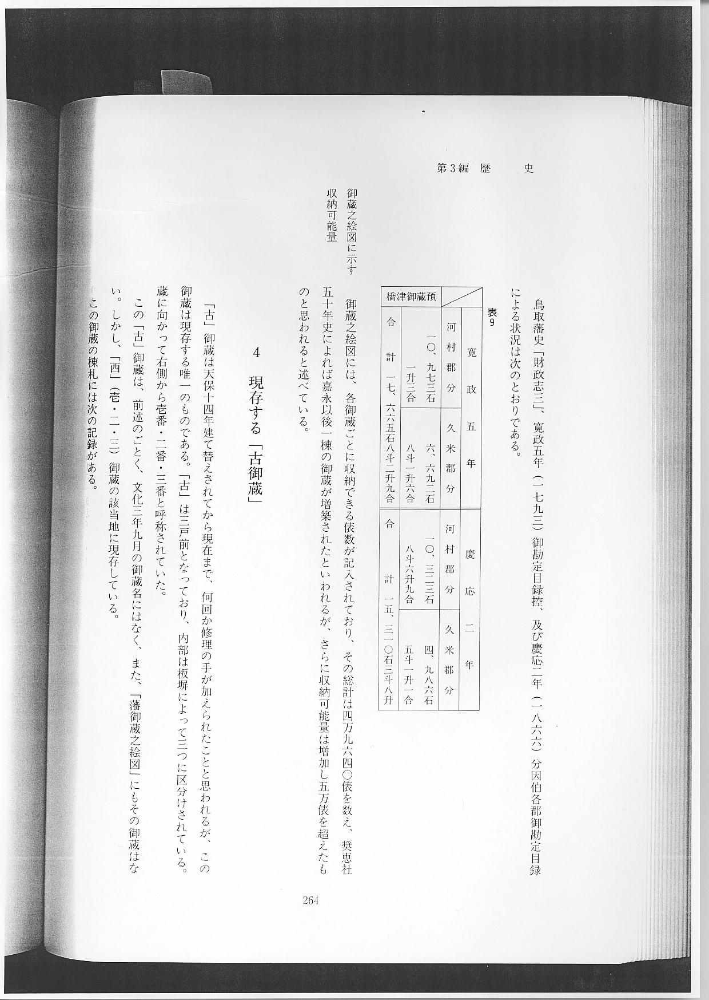 第3編 歴 史
鳥取藩史「財政志三」、寛政五年（一七九三）御勘定目録控、及び慶応二年（一八六六）分因伯各郡御勘定目録
による状況は次のとおりである。
表9
寛政五年
慶応二年
河村郡分
久米郡分
河村郡分
久米郡分
橋津御蔵預
一〇、九七三石
一升三合
六、六九二石
八斗一升六合
一〇、三二三石
八斗六升九合
四、九八六石
五斗一升一合
合計 一七、六六五石八斗二升九合
合計 一五、三一〇石三斗八升
御蔵之絵図に示す
収納可能量
御蔵之絵図には、各御蔵ごとに収納できる俵数が記入されており、その総計は四万九六四〇俵を数え、奨恵社
五十年史によれば嘉永以後一棟の御蔵が増築されたといわれるが、さらに収納可能量は増加し五万俵を超えたも
のと思われると述べている。
4 現存する「古御蔵」
「古」御蔵は天保十四年建て替えされてから現在まで、何回か修理の手が加えられたことと思われるが、この
御蔵は現存する唯一のものである。「古」は三戸前となっており、内部は板塀によって三つに区分けされている。
蔵に向かって右側から壱番・二番・三番と呼称されていた。
この「古」御蔵は、前述のごとく、文化三年九月の御蔵名にはなく、また、「藩御蔵之絵図」にもその御蔵はな
い。しかし、「西」（壱・二・三）御蔵の該当地に現存している。
この御蔵の棟札には次の記録がある。
264